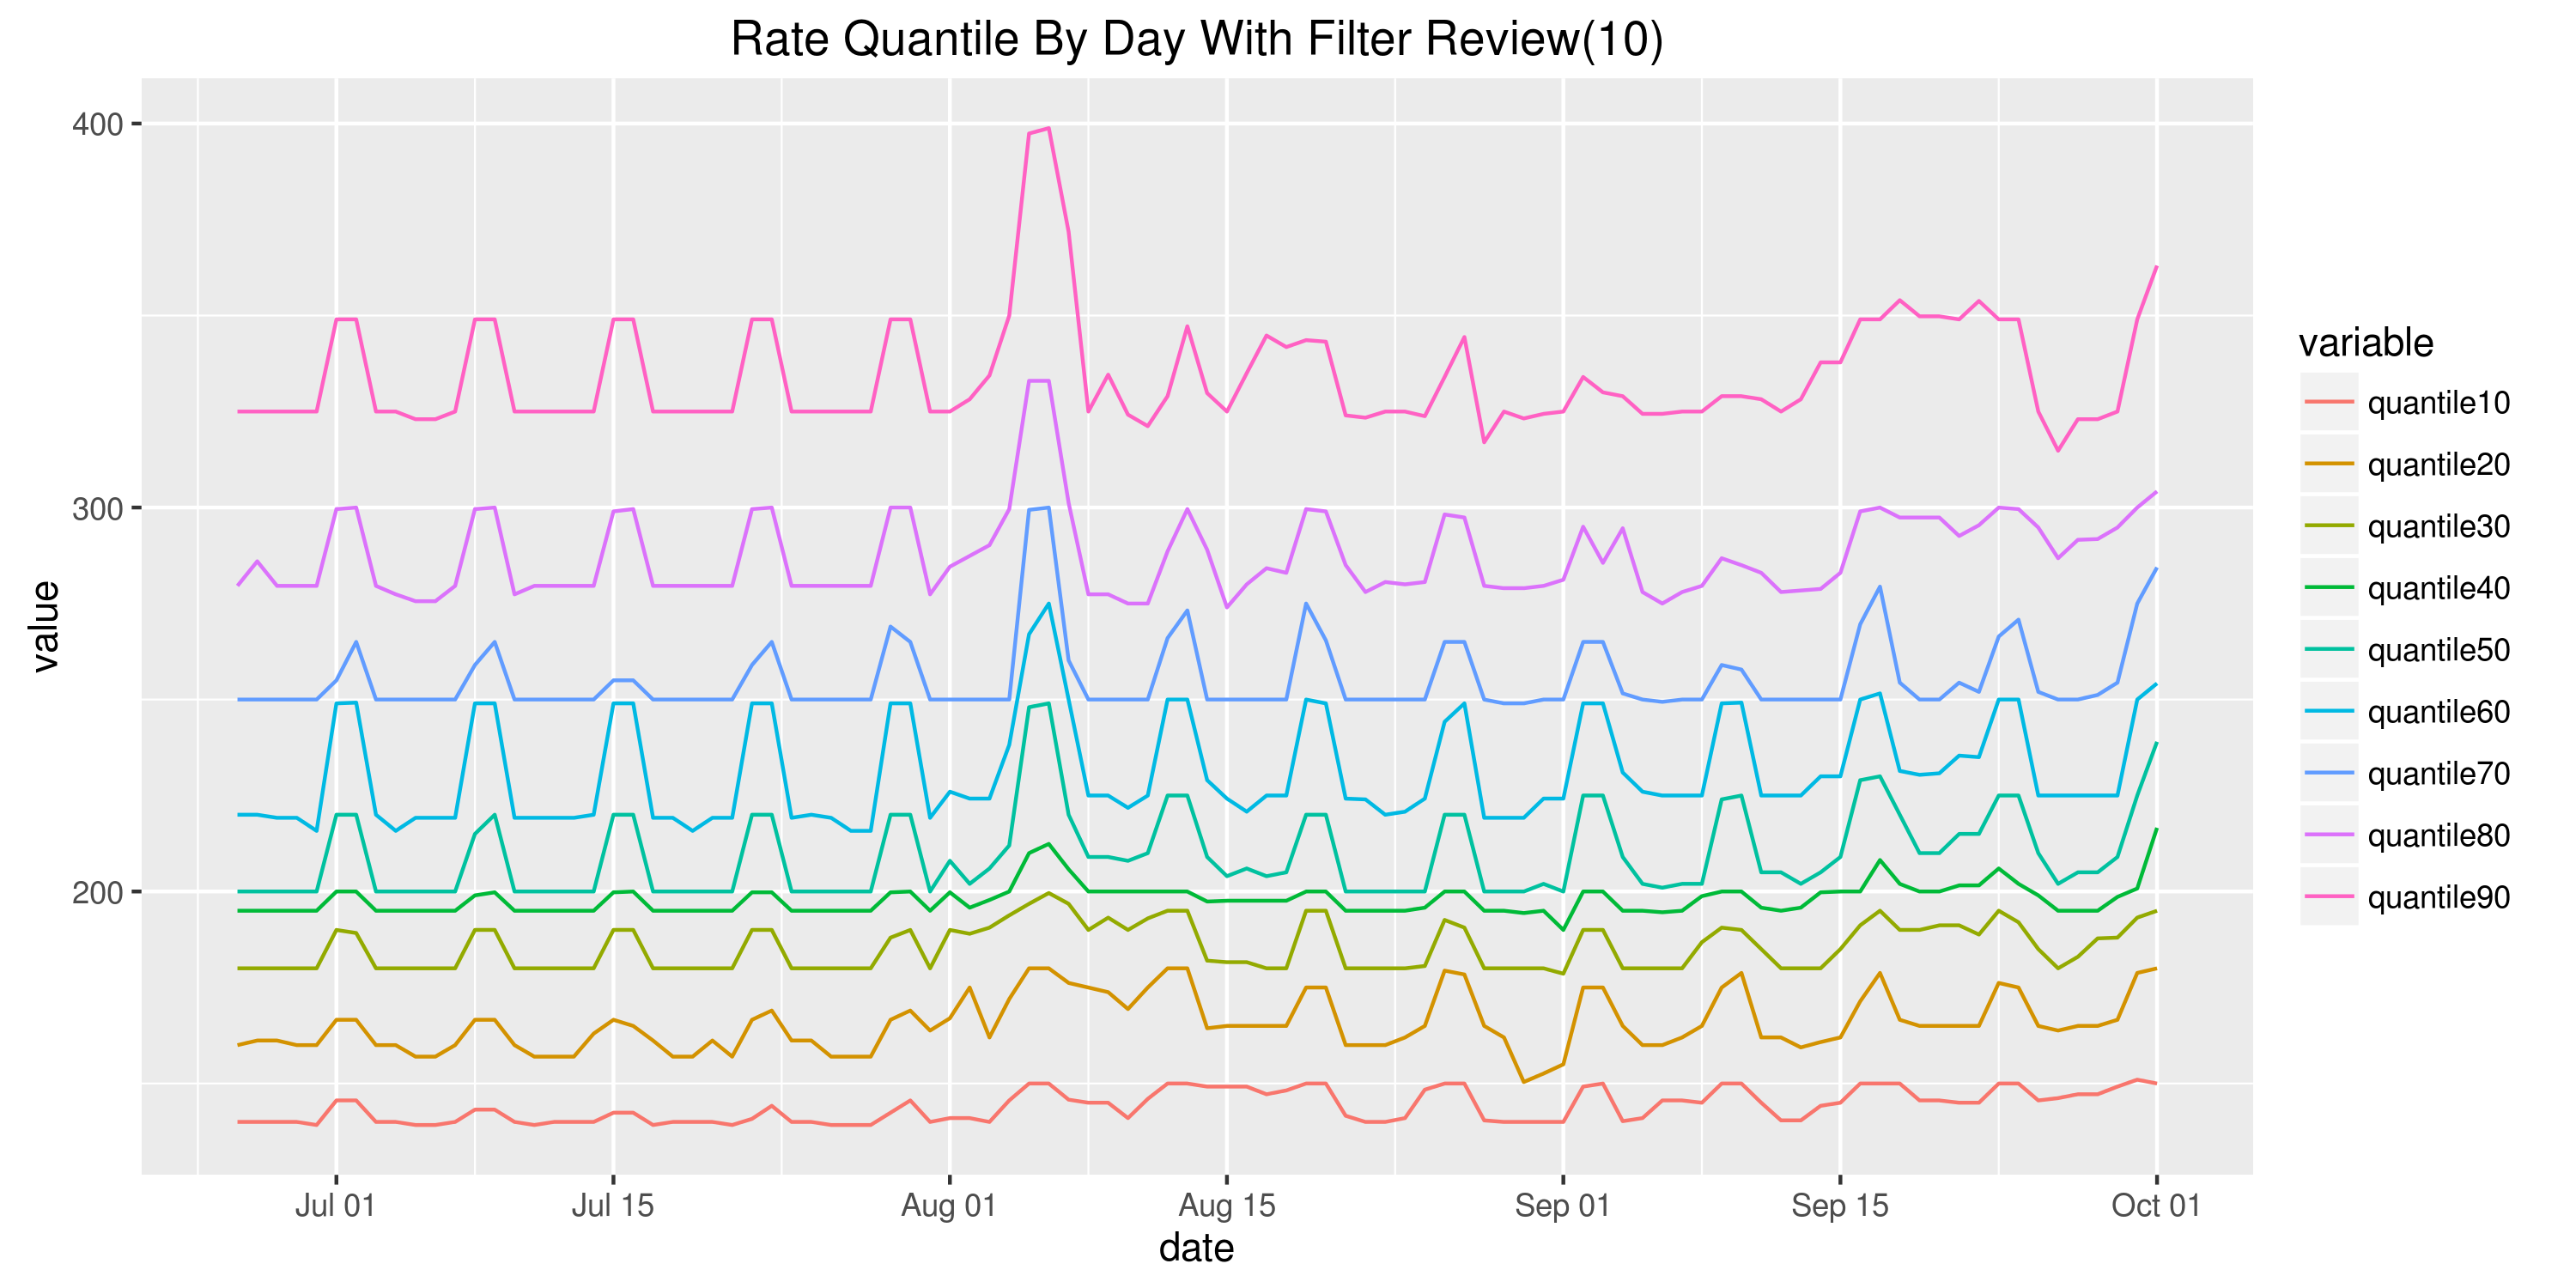 Rate Quantile By Day With Filter Review(10)
400
300
200
value
Jul 01
Jul 15
Aug 01
Aug 15
Sep 01
Sep 15
Oct 01
date
variable
quantile10
quantile20
quantile30
quantile40
quantile50
quantile60
quantile70
quantile80
quantile90